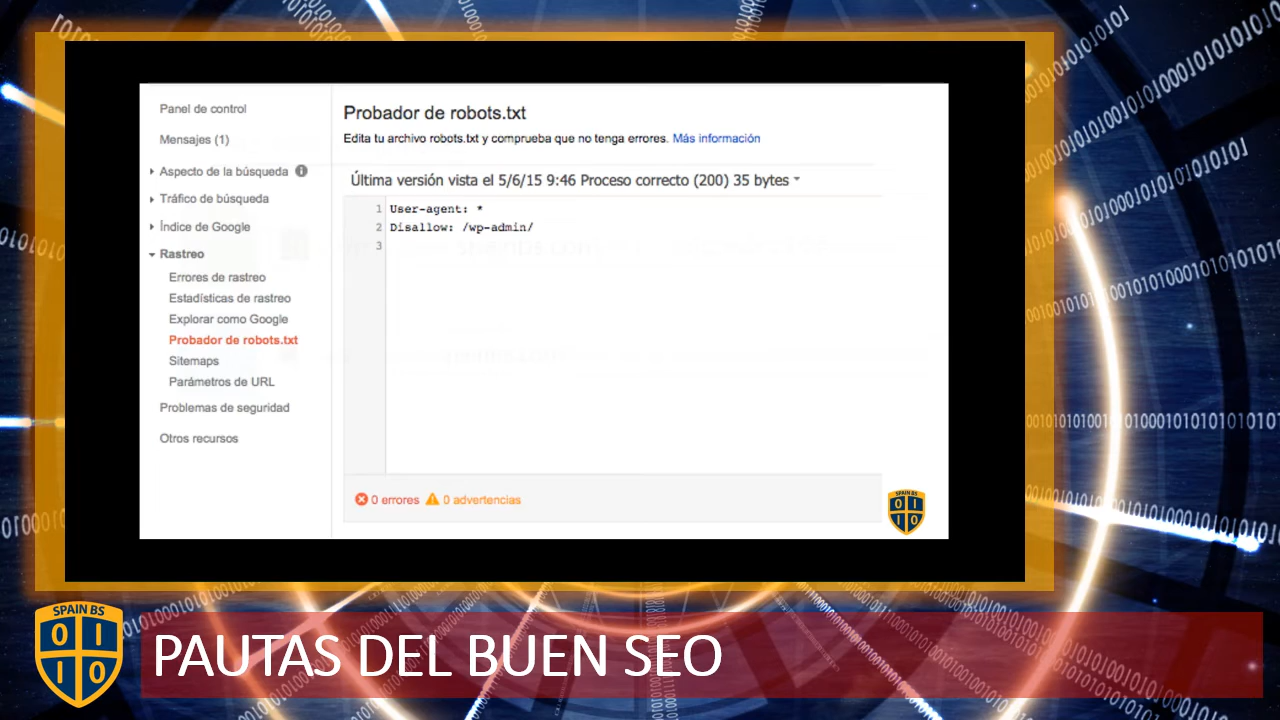 Panel de control
Mensajes (1)
Aspecto de la búsqueda
Tráfico de búsqueda
Índice de Google
Rastreo
Errores de rastreo
Estadísticas de rastreo
Explorar como Google
Probador de robots.txt
Sitemaps
Parámetros de URL
Problemas de seguridad
Otros recursos
Probador de robots.txt
Edita tu archivo robots.txt y comprueba que no tenga errores. Más información
Última versión vista el 5/6/15 9:46 Proceso correcto (200) 35 bytes
1 User-agent: *
2 Disallow: /wp-admin/
3
0 errores 0 advertencias
SPAIN BS
O I
I O
SPAIN BS
O I
I O
PAUTAS DEL BUEN SEO